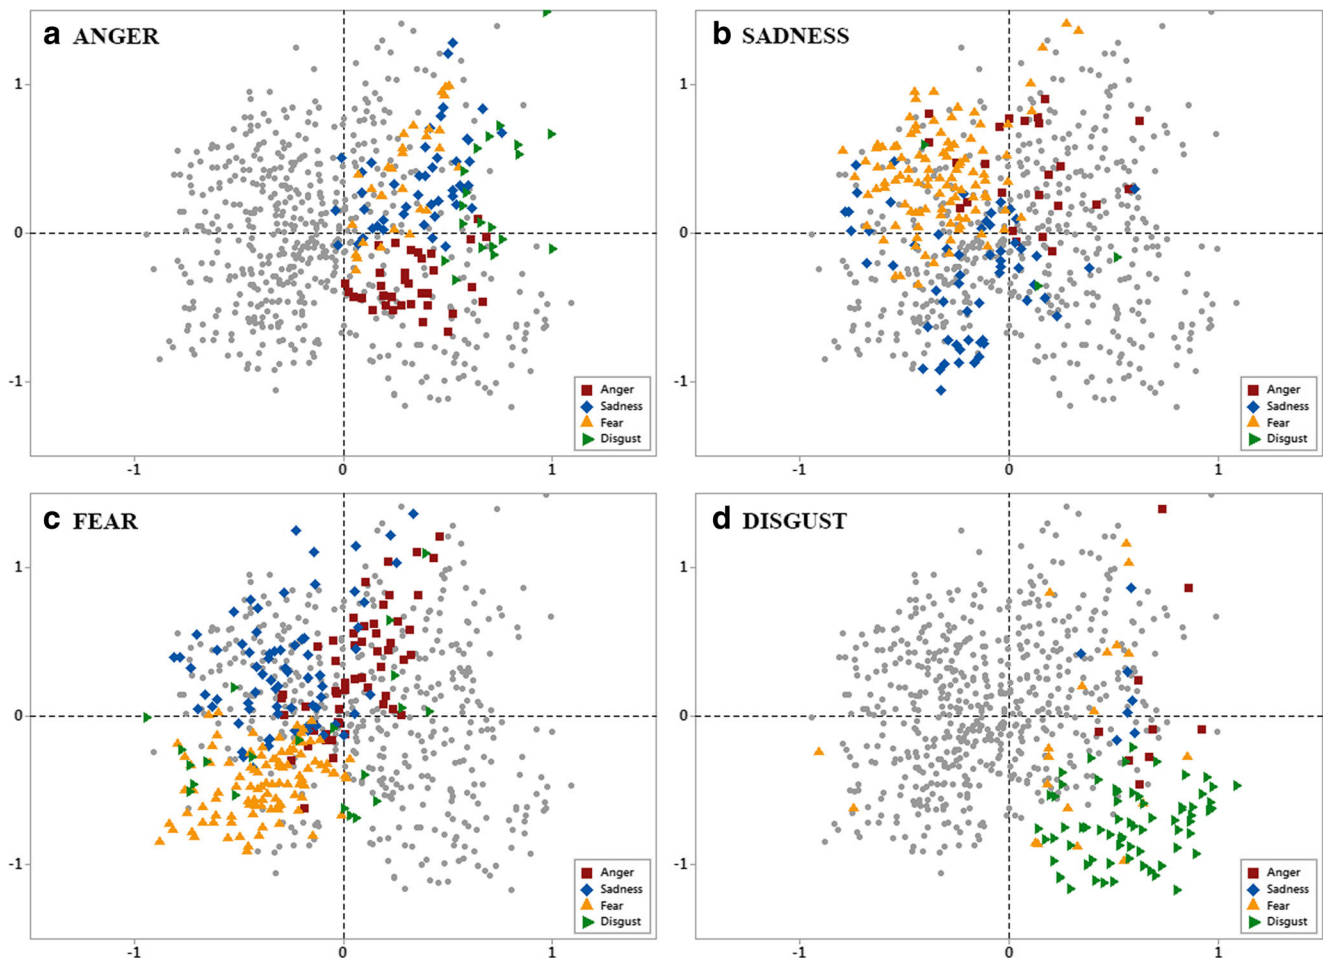 a ANGER
1
0
-1
-1 0 1
Anger
Sadness
Fear
Disgust
b SADNESS
1
0
-1
-1 0 1
Anger
Sadness
Fear
Disgust
c FEAR
1
0
-1
-1 0 1
Anger
Sadness
Fear
Disgust
d DISGUST
1
0
-1
-1 0 1
Anger
Sadness
Fear
Disgust